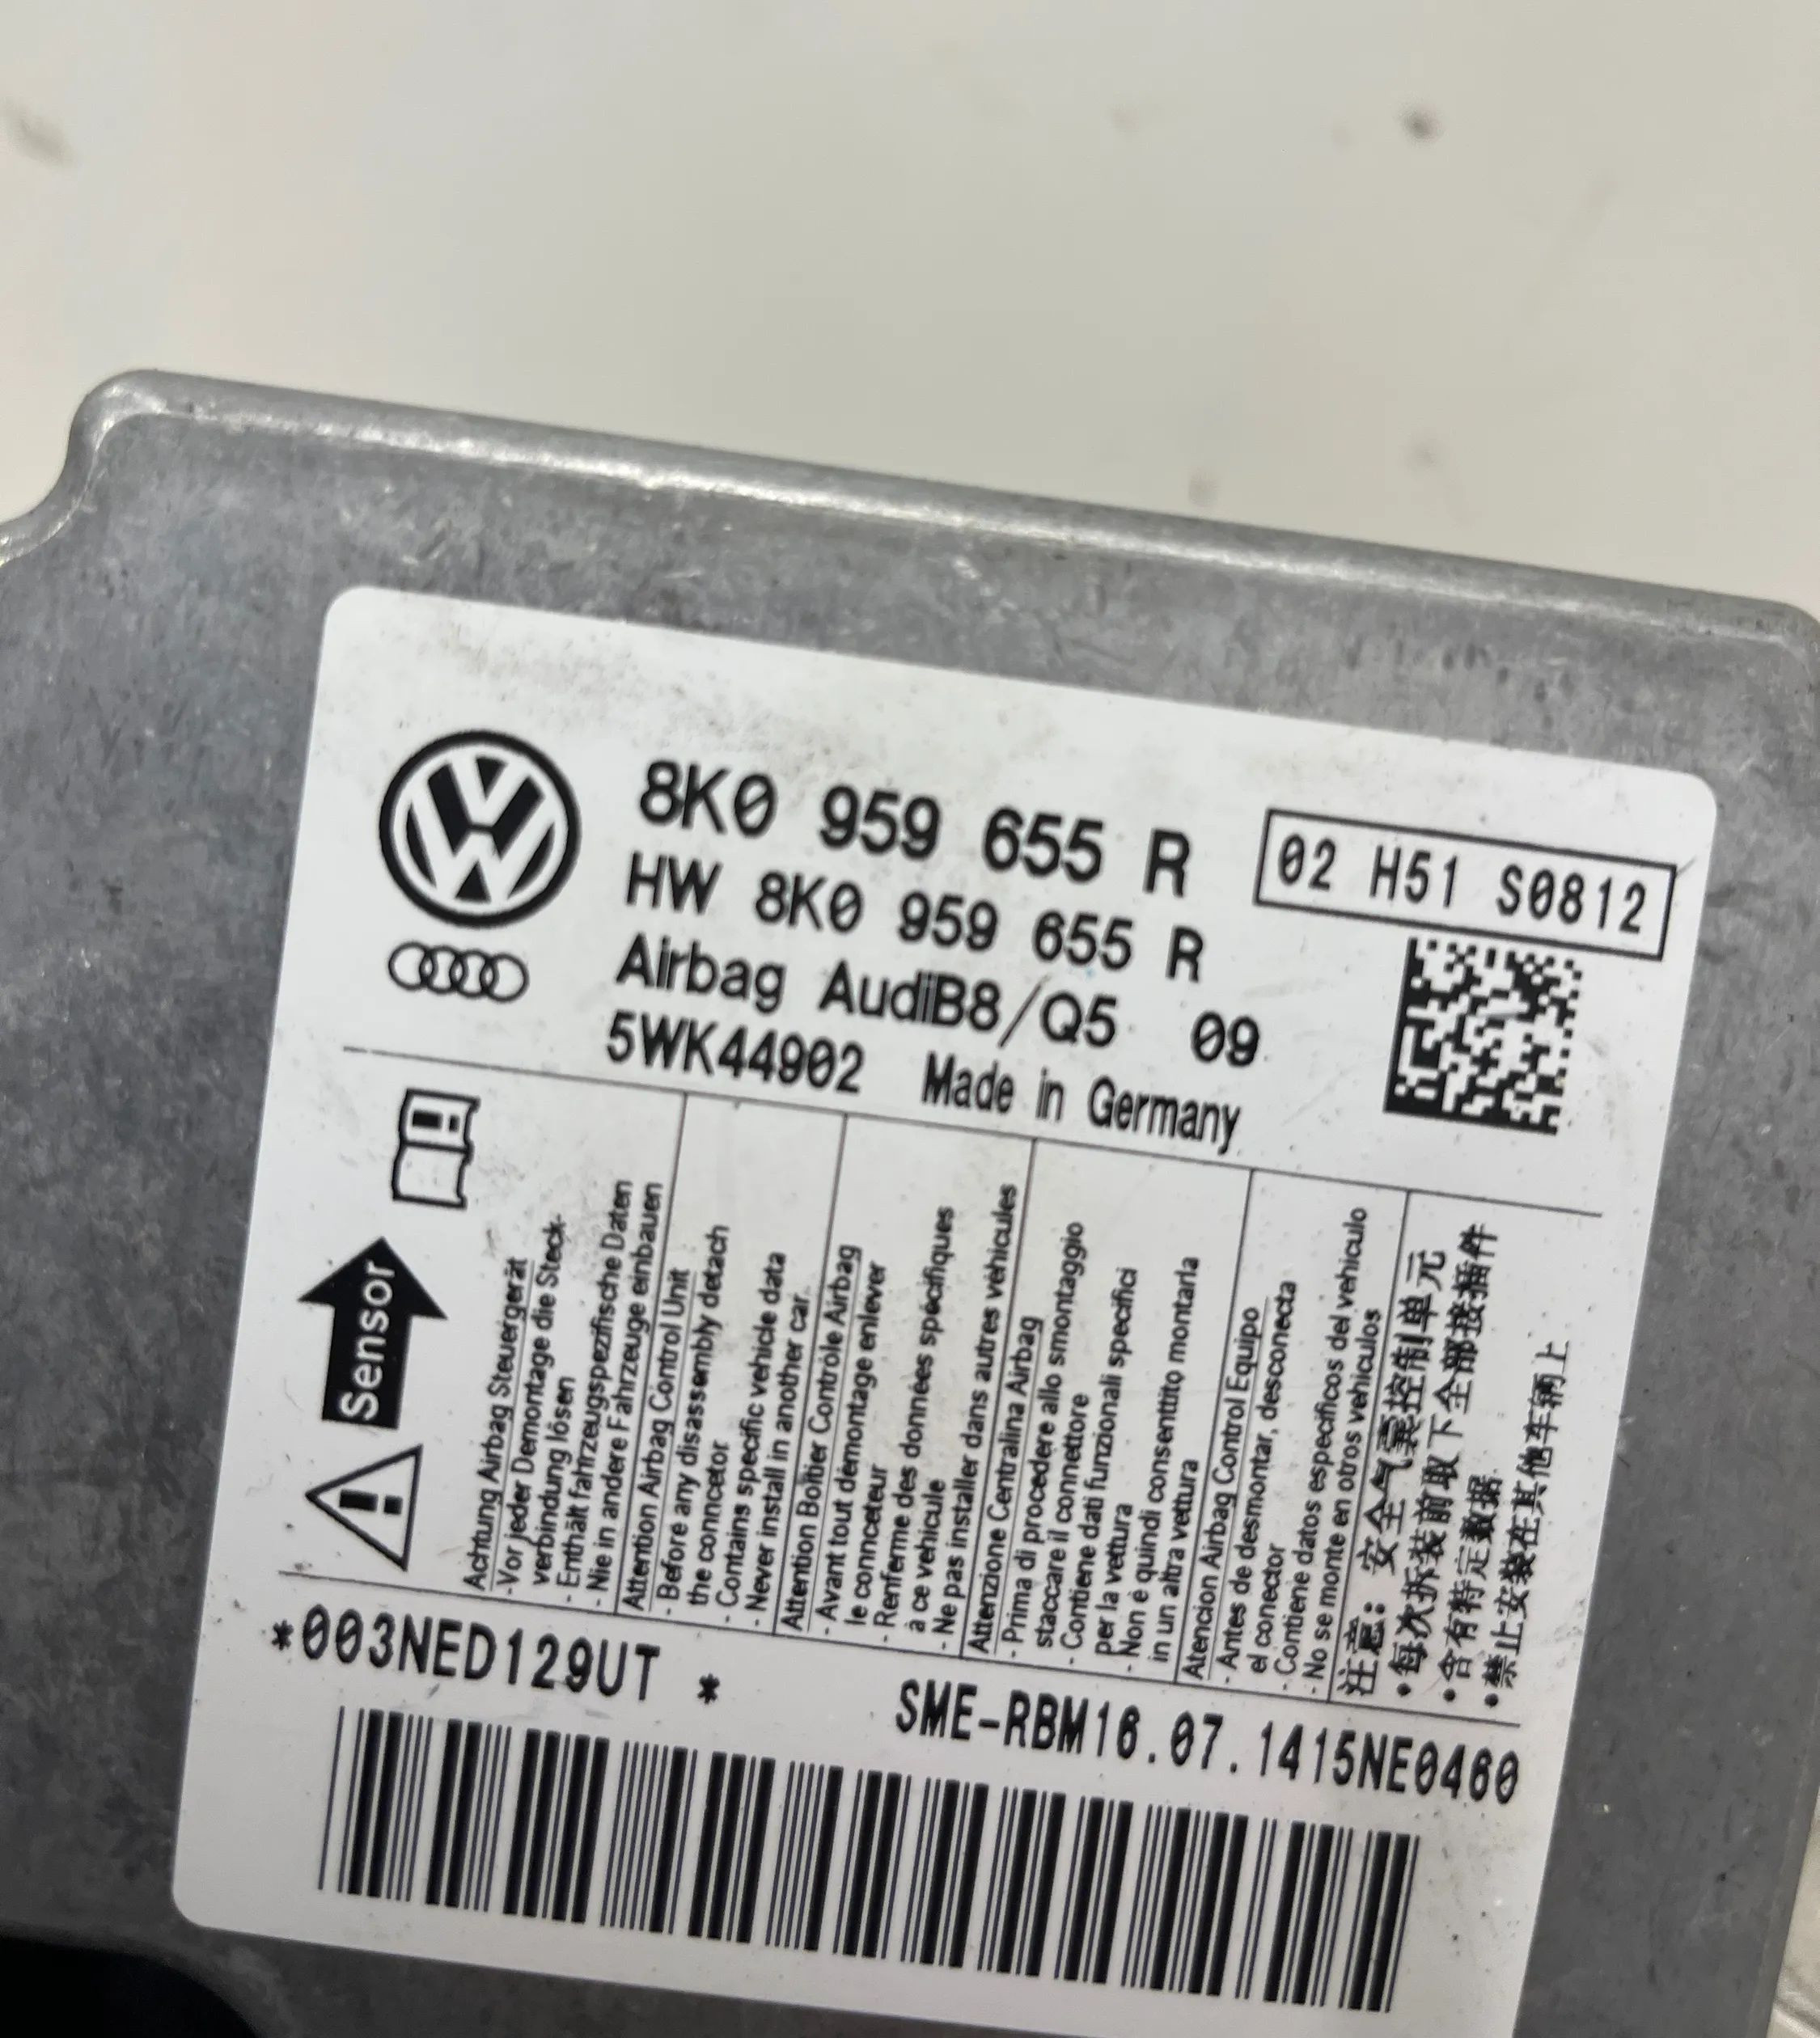 8K0 959 655 R
02 H51 S0812
HW 8K0 959 655 R
Airbag AudiB8/Q5 09
5WK44902 Made in Germany
Sensor
Achtung Airbag Steuergerät
- Vor jeder Demontage die Steck-
verbindung lösen
- Enthält fahrzeugspezifische Daten
- Nie in andere Fahrzeuge einbauen
Attention Airbag Control Unit
- Before any disassembly detach
the conncetor
- Contains specific vehicle data
- Never install in another car.
Attention Boîtier Contrôle Airbag
- Avant tout démontage enlever
le connceteur
- Renferme des données spécifiques
à ce véhicule
- Ne pas installer dans autres véhicules
Attenzione Centralina Airbag
- Prima di procedere allo smontaggio
staccare il connettore
- Contiene dati funzionali specifici
per la vettura
- Non è quindi consentito montarla
in un altra vettura
Atencion Airbag Control Equipo
- Antes de desmontar, desconecta
el conector
- Contiene datos especificos del vehiculo
- No se monte en otros vehiculos
注意：安全气囊控制单元
•每次拆装前取下全部接插件
•含有特定数据
•禁止安装在其他车辆上
*003NED129UT *
SME-RBM16.07.1415NE0460